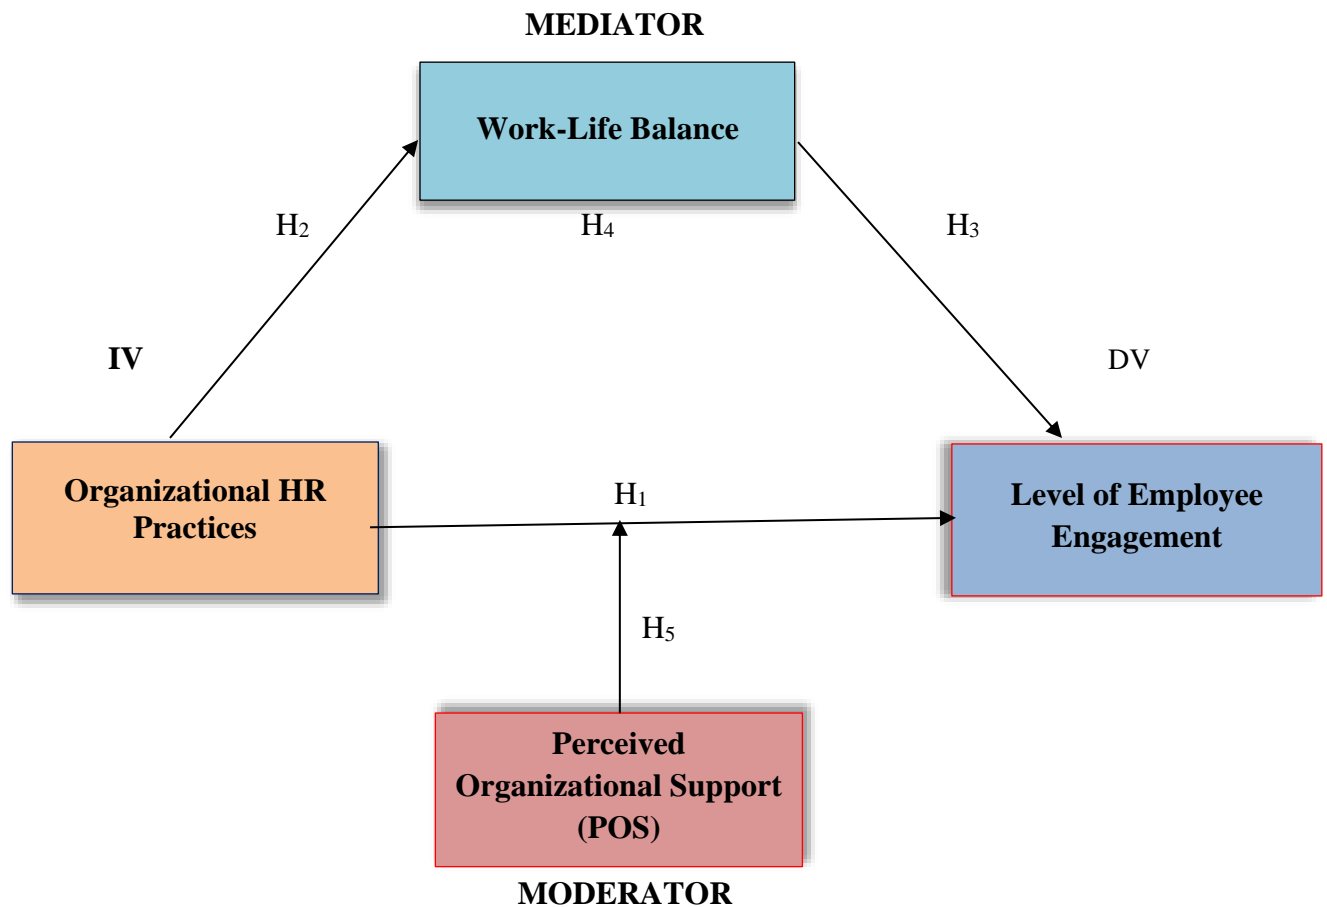 MEDIATOR
Work-Life Balance
H2
H4
H3
IV
DV
Organizational HR
Practices
H1
Level of Employee
Engagement
H5
Perceived
Organizational Support
(POS)
MODERATOR